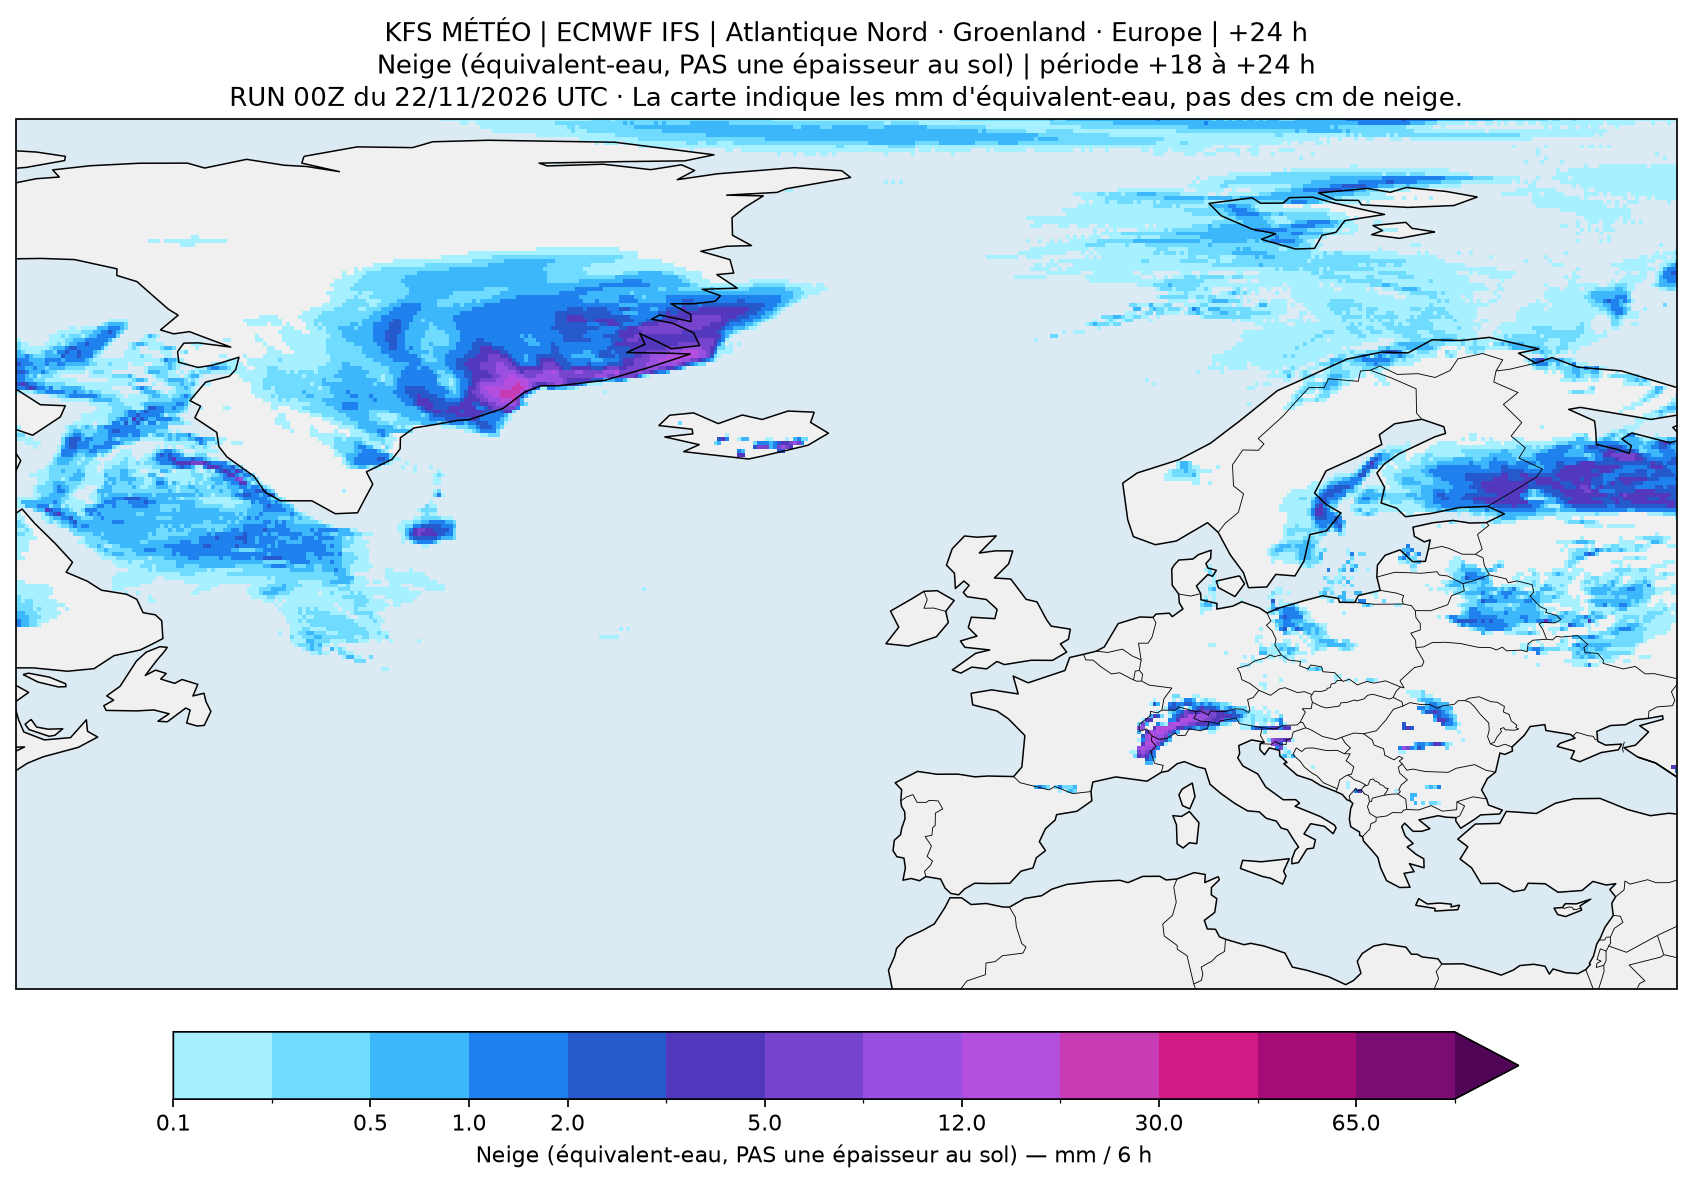 KFS MÉTÉO | ECMWF IFS | Atlantique Nord · Groenland · Europe | +24 h
Neige (équivalent-eau, PAS une épaisseur au sol) | période +18 à +24 h
RUN 00Z du 22/11/2026 UTC · La carte indique les mm d'équivalent-eau, pas des cm de neige.
0.1 0.5 1.0 2.0 5.0 12.0 30.0 65.0
Neige (équivalent-eau, PAS une épaisseur au sol) — mm / 6 h